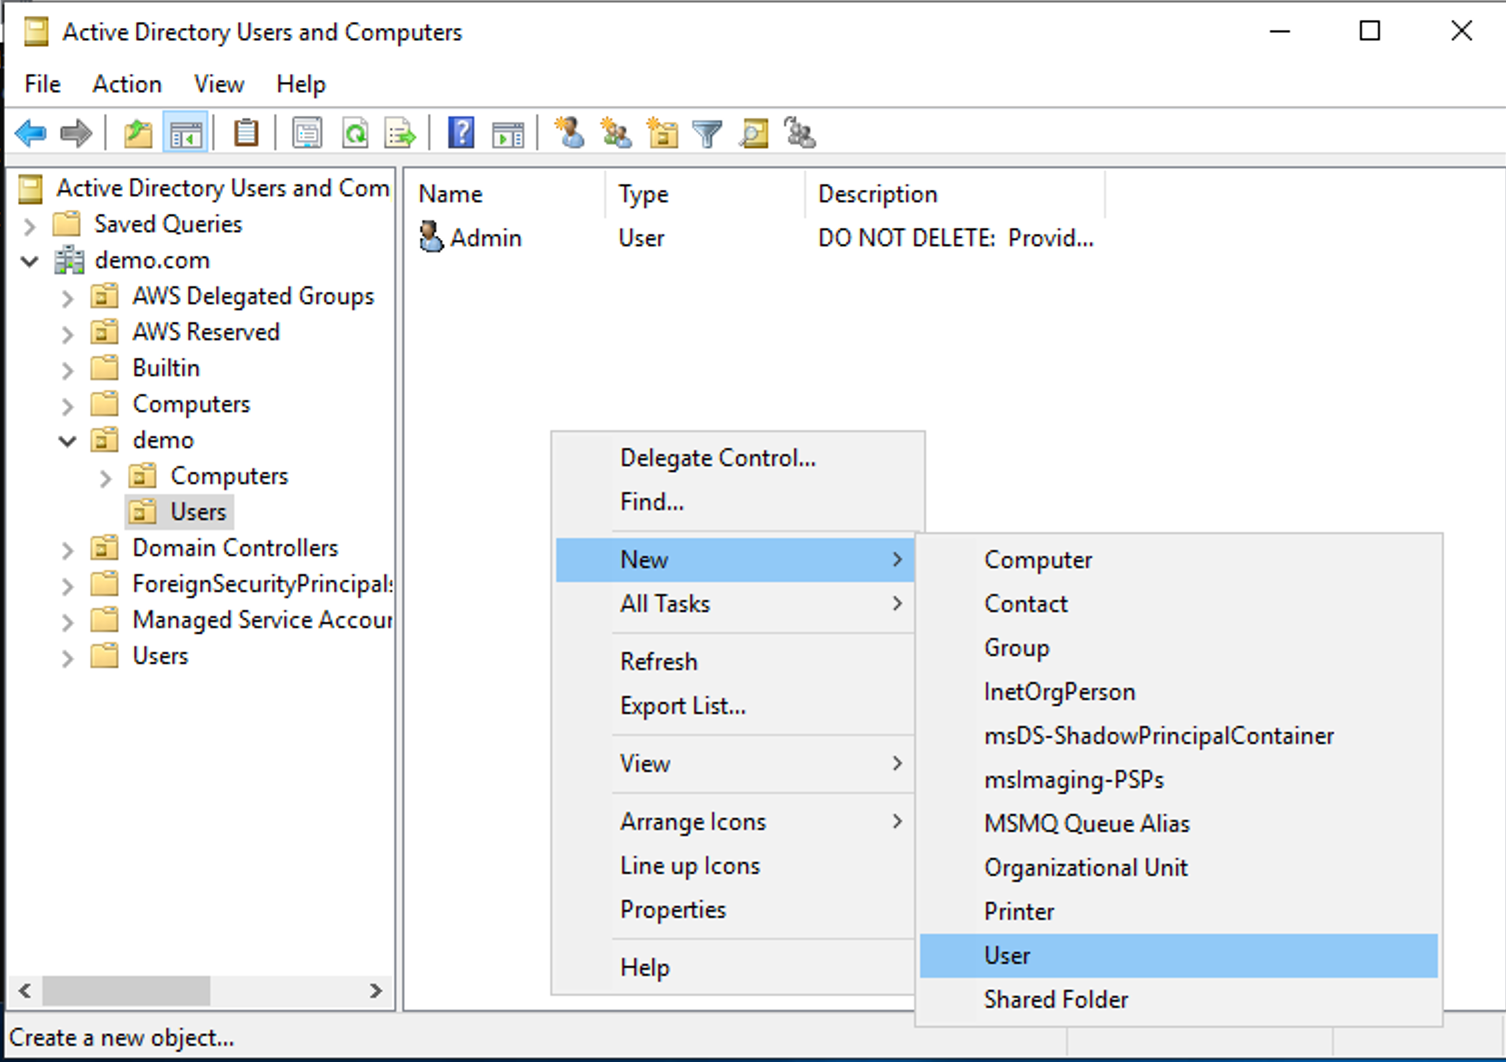 Active Directory Users and Computers
File Action View Help
Active Directory Users and Com
Saved Queries
demo.com
AWS Delegated Groups
AWS Reserved
Builtin
Computers
demo
Computers
Users
Domain Controllers
ForeignSecurityPrincipals
Managed Service Accour
Users
Name Type Description
Admin User DO NOT DELETE: Provid...
Delegate Control...
Find...
New
All Tasks
Refresh
Export List...
View
Arrange Icons
Line up Icons
Properties
Help
Computer
Contact
Group
InetOrgPerson
msDS-ShadowPrincipalContainer
msImaging-PSPs
MSMQ Queue Alias
Organizational Unit
Printer
User
Shared Folder
Create a new object...